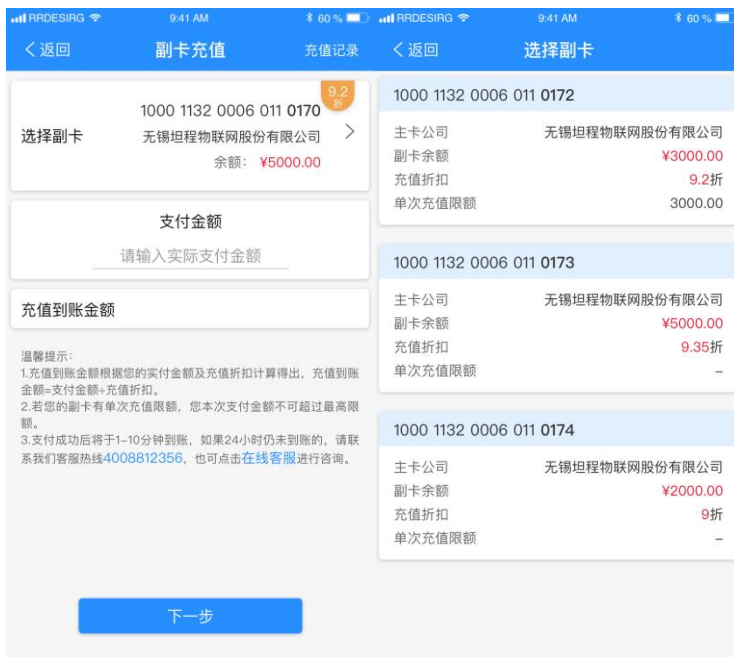 RRDESIRG
9:41 AM
60 %
返回
副卡充值
充值记录
9.2
折
1000 1132 0006 011 0170
选择副卡
无锡坦程物联网股份有限公司
余额： ¥5000.00
支付金额
请输入实际支付金额
充值到账金额
温馨提示：
1.充值到账金额根据您的实付金额及充值折扣计算得出，充值到账
金额=支付金额÷充值折扣。
2.若您的副卡有单次充值限额，您本次支付金额不可超过最高限
额。
3.支付成功后将于1-10分钟到账，如果24小时仍未到账的，请联
系我们客服热线4008812356，也可点击在线客服进行咨询。
下一步
RRDESIRG
9:41 AM
60 %
返回
选择副卡
1000 1132 0006 011 0172
主卡公司 无锡坦程物联网股份有限公司
副卡余额 ¥3000.00
充值折扣 9.2折
单次充值限额 3000.00
1000 1132 0006 011 0173
主卡公司 无锡坦程物联网股份有限公司
副卡余额 ¥5000.00
充值折扣 9.35折
单次充值限额 –
1000 1132 0006 011 0174
主卡公司 无锡坦程物联网股份有限公司
副卡余额 ¥2000.00
充值折扣 9折
单次充值限额 –